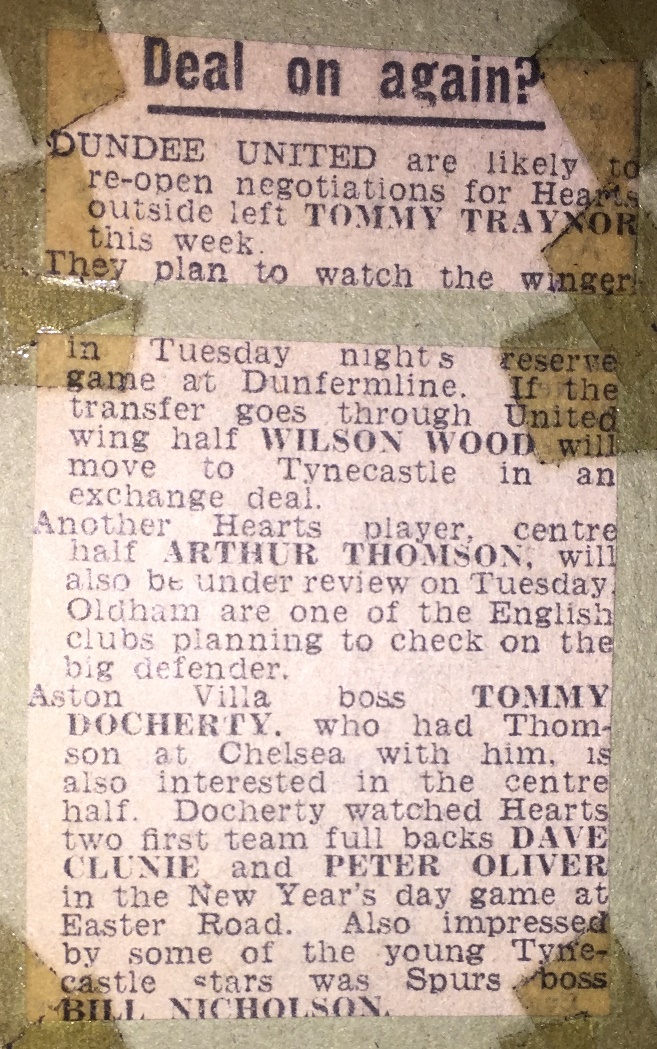 Deal on again?
DUNDEE UNITED are likely to
re-open negotiations for Hearts
outside left TOMMY TRAYNOR
this week.
They plan to watch the winger
in Tuesday night s reserve
game at Dunfermline. If the
transfer goes through United
wing half WILSON WOOD will
move to Tynecastle in an
exchange deal.
Another Hearts player, centre
half ARTHUR THOMSON, will
also be under review on Tuesday.
Oldham are one of the English
clubs planning to check on the
big defender.
Aston Villa boss TOMMY
DOCHERTY, who had Thom-
son at Chelsea with him, is
also interested in the centre
half. Docherty watched Hearts
two first team full backs DAVE
CLUNIE and PETER OLIVER
in the New Year's day game at
Easter Road. Also impressed
by some of the young Tyne-
castle stars was Spurs boss
BILL NICHOLSON.